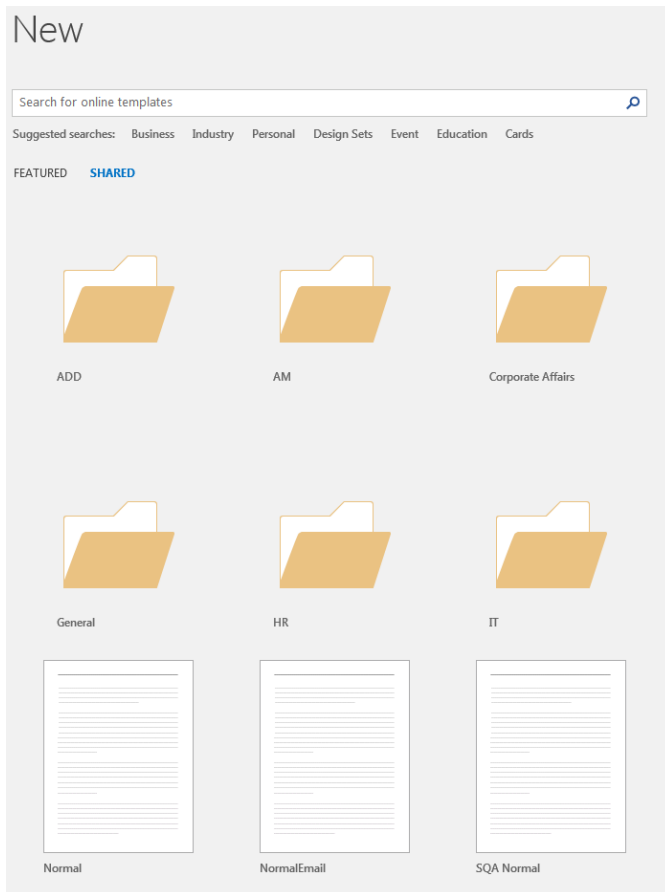 New
Search for online templates
Suggested searches: Business Industry Personal Design Sets Event Education Cards
FEATURED SHARED
ADD AM Corporate Affairs
General HR IT
Normal NormalEmail SQA Normal